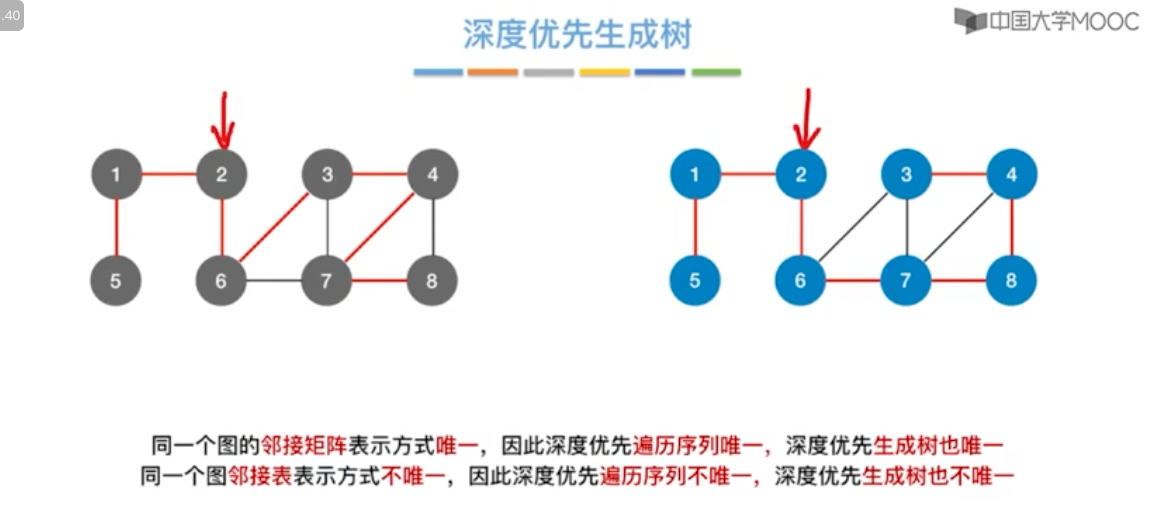 .40
深度优先生成树
中国大学MOOC
1 2 3 4
5 6 7 8
1 2 3 4
5 6 7 8
同一个图的邻接矩阵表示方式唯一，因此深度优先遍历序列唯一，深度优先生成树也唯一
同一个图邻接表表示方式不唯一，因此深度优先遍历序列不唯一，深度优先生成树也不唯一